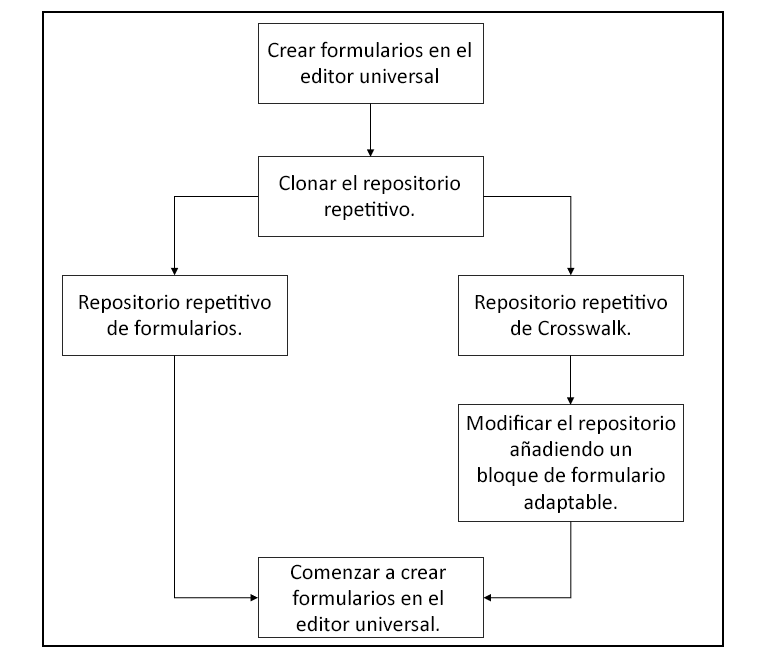 Crear formularios en el
editor universal
Clonar el repositorio
repetitivo.
Repositorio repetitivo
de formularios.
Repositorio repetitivo
de Crosswalk.
Modificar el repositorio
añadiendo un
bloque de formulario
adaptable.
Comenzar a crear
formularios en el
editor universal.